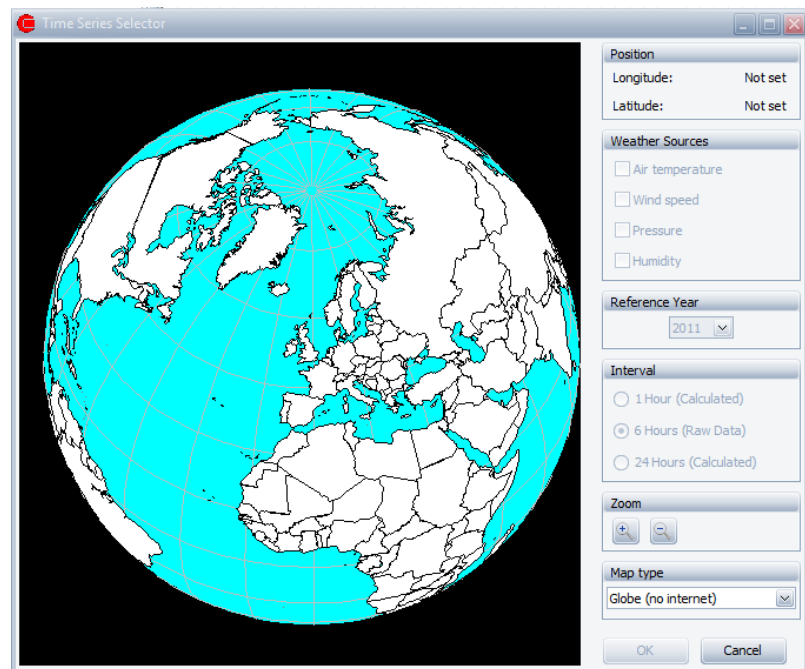 Time Series Selector
Position
Longitude: Not set
Latitude: Not set
Weather Sources
Air temperature
Wind speed
Pressure
Humidity
Reference Year
2011
Interval
1 Hour (Calculated)
6 Hours (Raw Data)
24 Hours (Calculated)
Zoom
Map type
Globe (no internet)
OK Cancel